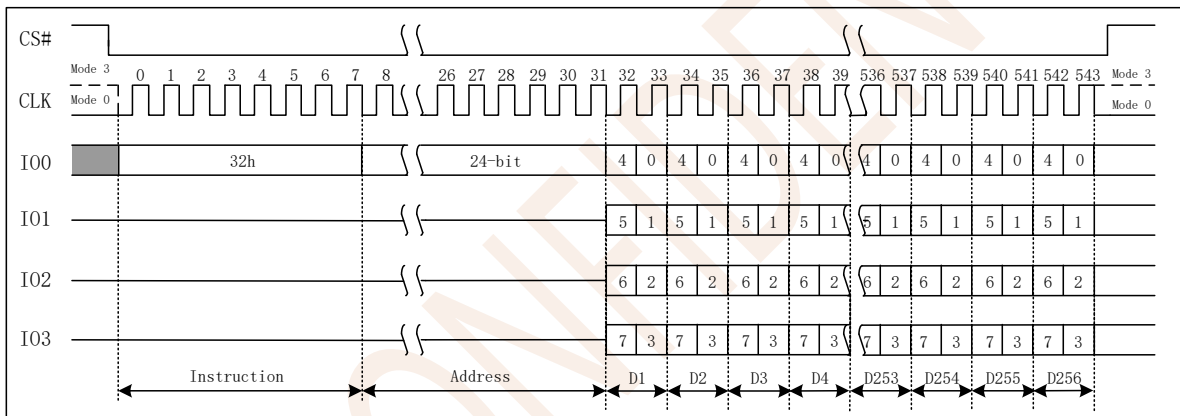 CS#
Mode 3 0 1 2 3 4 5 6 7 8 26 27 28 29 30 31 32 33 34 35 36 37 38 39 536 537 538 539 540 541 542 543 Mode 3
CLK Mode 0 Mode 0
IO0 32h 24-bit 4 0 4 0 4 0 4 0 4 0 4 0 4 0 4 0
IO1 5 1 5 1 5 1 5 1 5 1 5 1 5 1 5 1
IO2 6 2 6 2 6 2 6 2 6 2 6 2 6 2 6 2
IO3 7 3 7 3 7 3 7 3 7 3 7 3 7 3 7 3
Instruction Address D1 D2 D3 D4 D253 D254 D255 D256
ONFIDEN